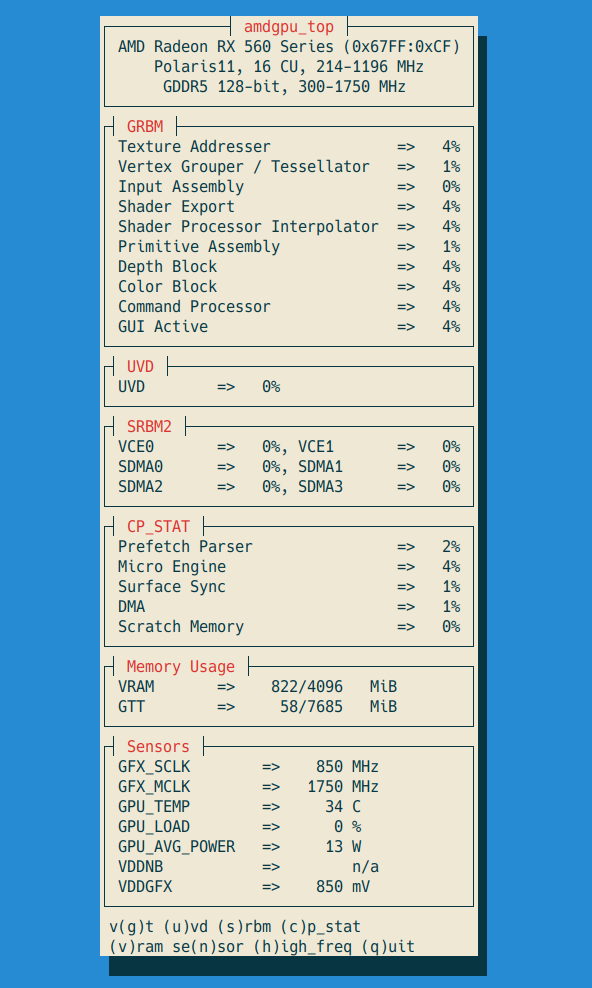 amdgpu_top
AMD Radeon RX 560 Series (0x67FF:0xCF)
Polaris11, 16 CU, 214-1196 MHz
GDDR5 128-bit, 300-1750 MHz
GRBM
Texture Addresser => 4%
Vertex Grouper / Tessellator => 1%
Input Assembly => 0%
Shader Export => 4%
Shader Processor Interpolator => 4%
Primitive Assembly => 1%
Depth Block => 4%
Color Block => 4%
Command Processor => 4%
GUI Active => 4%
UVD
UVD => 0%
SRBM2
VCE0 => 0%, VCE1 => 0%
SDMA0 => 0%, SDMA1 => 0%
SDMA2 => 0%, SDMA3 => 0%
CP_STAT
Prefetch Parser => 2%
Micro Engine => 4%
Surface Sync => 1%
DMA => 1%
Scratch Memory => 0%
Memory Usage
VRAM => 822/4096 MiB
GTT => 58/7685 MiB
Sensors
GFX_SCLK => 850 MHz
GFX_MCLK => 1750 MHz
GPU_TEMP => 34 C
GPU_LOAD => 0 %
GPU_AVG_POWER => 13 W
VDDNB => n/a
VDDGFX => 850 mV
v(g)t (u)vd (s)rbm (c)p_stat
(v)ram se(n)sor (h)igh_freq (q)uit